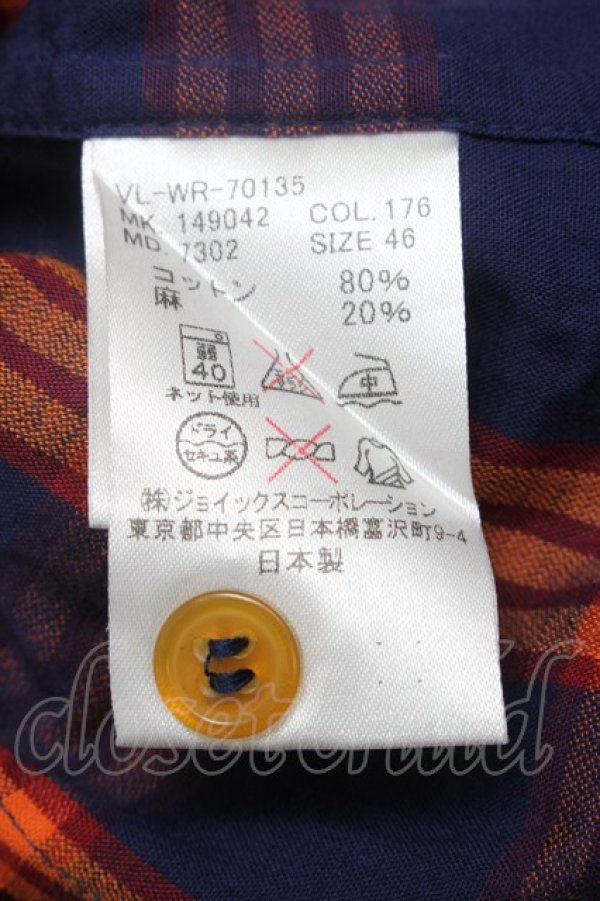 VL-WR-70135
MK. 149042 COL. 176
MD. 7302 SIZE 46
コットン 80%
麻 20%
弱
40
中
ネット使用
ドライ
セキユ系
(株)ジョイックスコーポレーション
東京都中央区日本橋富沢町9-4
日本製
closetchild